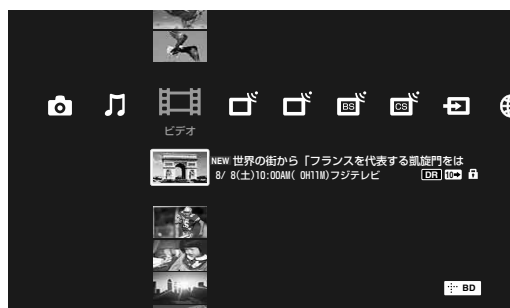 BS
CS
ビデオ
NEW 世界の街から「フランスを代表する凱旋門をは
8/ 8(土)10:00AM( 0H11M)フジテレビ DR 10
BD